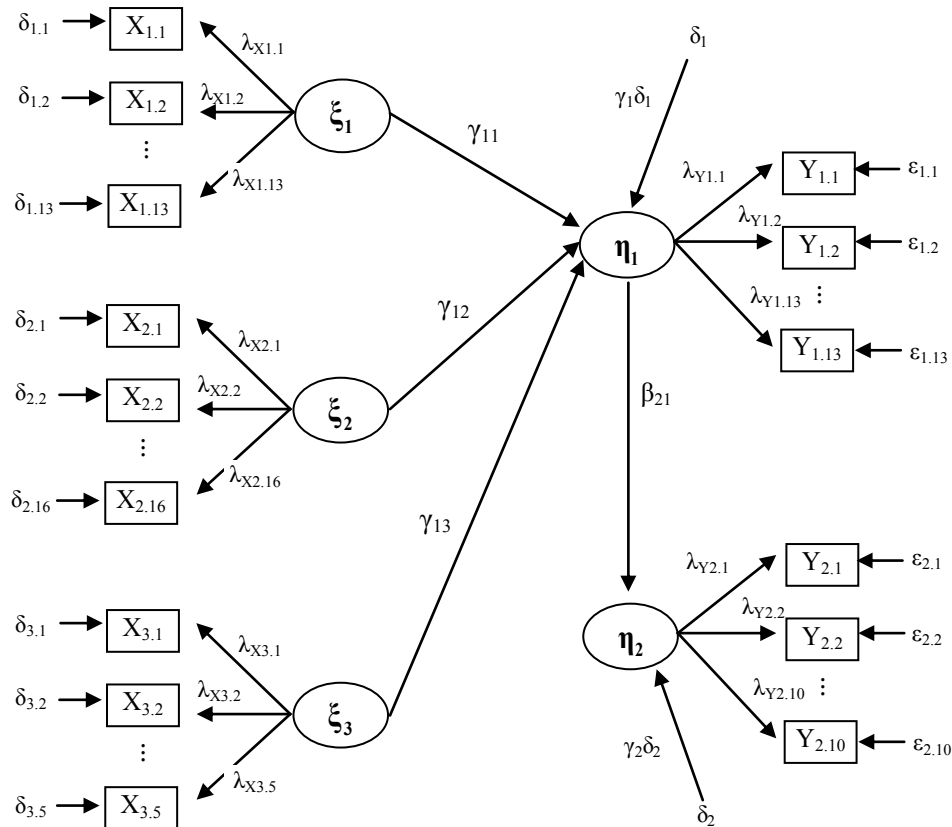 δ1.1 X1.1 λX1.1
δ1.2 X1.2 λX1.2
⋮
δ1.13 X1.13 λX1.13
ξ1
γ11
δ1
γ1δ1
η1
λY1.1 Y1.1 ε1.1
λY1.2 Y1.2 ε1.2
⋮
λY1.13 Y1.13 ε1.13
δ2.1 X2.1 λX2.1
δ2.2 X2.2 λX2.2
⋮
δ2.16 X2.16 λX2.16
ξ2
γ12
β21
δ3.1 X3.1 λX3.1
δ3.2 X3.2 λX3.2
⋮
δ3.5 X3.5 λX3.5
ξ3
γ13
η2
λY2.1 Y2.1 ε2.1
λY2.2 Y2.2 ε2.2
⋮
λY2.10 Y2.10 ε2.10
γ2δ2
δ2